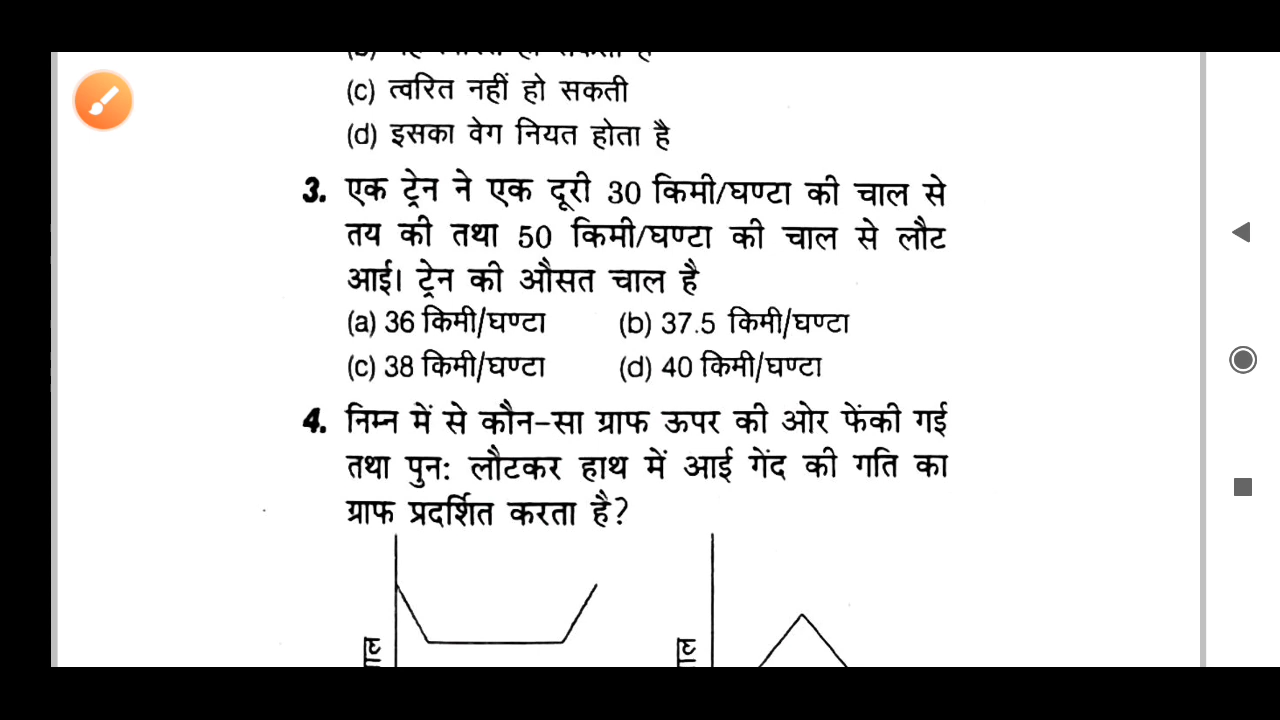 (c) त्वरित नहीं हो सकती
(d) इसका वेग नियत होता है
3. एक ट्रेन ने एक दूरी 30 किमी/घण्टा की चाल से
तय की तथा 50 किमी/घण्टा की चाल से लौट
आई। ट्रेन की औसत चाल है
(a) 36 किमी/घण्टा (b) 37.5 किमी/घण्टा
(c) 38 किमी/घण्टा (d) 40 किमी/घण्टा
4. निम्न में से कौन-सा ग्राफ ऊपर की ओर फेंकी गई
तथा पुन: लौटकर हाथ में आई गेंद की गति का
ग्राफ प्रदर्शित करता है?